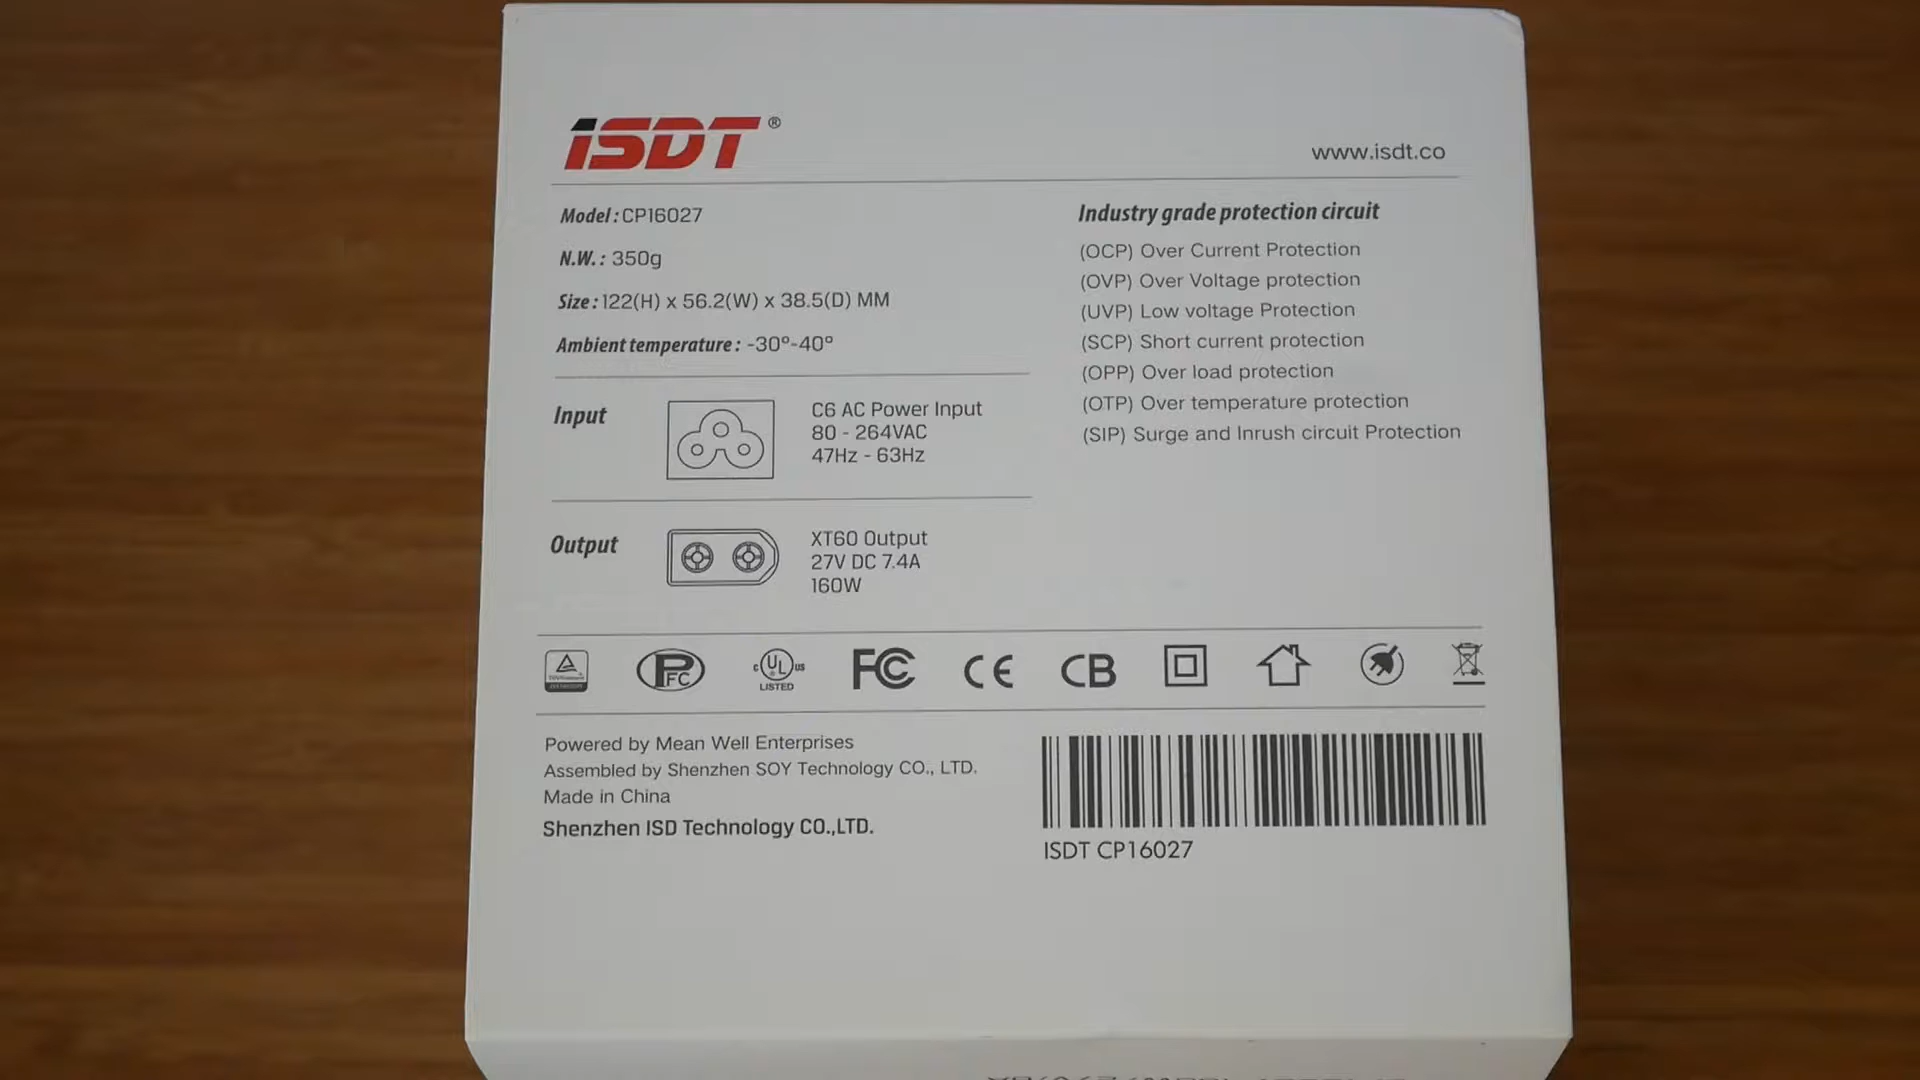 ISDT®
www.isdt.co
Model : CP16027
N.W. : 350g
Size : 122(H) x 56.2(W) x 38.5(D) MM
Ambient temperature : -30°-40°
Input
C6 AC Power Input
80 - 264VAC
47Hz - 63Hz
Output
XT60 Output
27V DC 7.4A
160W
Industry grade protection circuit
(OCP) Over Current Protection
(OVP) Over Voltage protection
(UVP) Low voltage Protection
(SCP) Short current protection
(OPP) Over load protection
(OTP) Over temperature protection
(SIP) Surge and Inrush circuit Protection
PFC
c UL us
LISTED
FC
CE
CB
Powered by Mean Well Enterprises
Assembled by Shenzhen SOY Technology CO., LTD.
Made in China
Shenzhen ISD Technology CO.,LTD.
ISDT CP16027